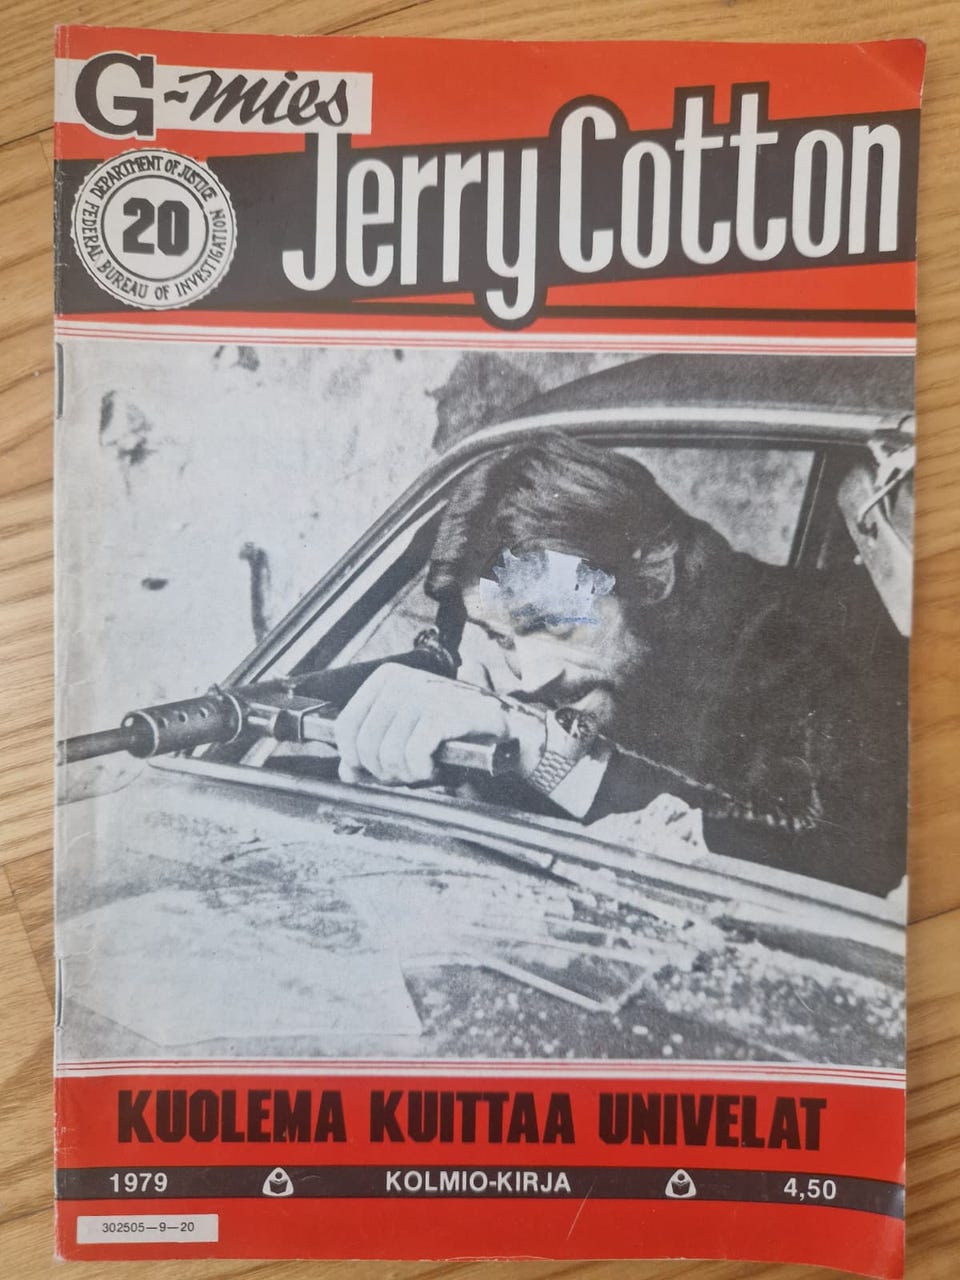 G-mies
Jerry Cotton
DEPARTMENT OF JUSTICE
20
FEDERAL BUREAU OF INVESTIGATION
KUOLEMA KUITTAA UNIVELAT
1979 KOLMIO-KIRJA 4,50
302505—9—20